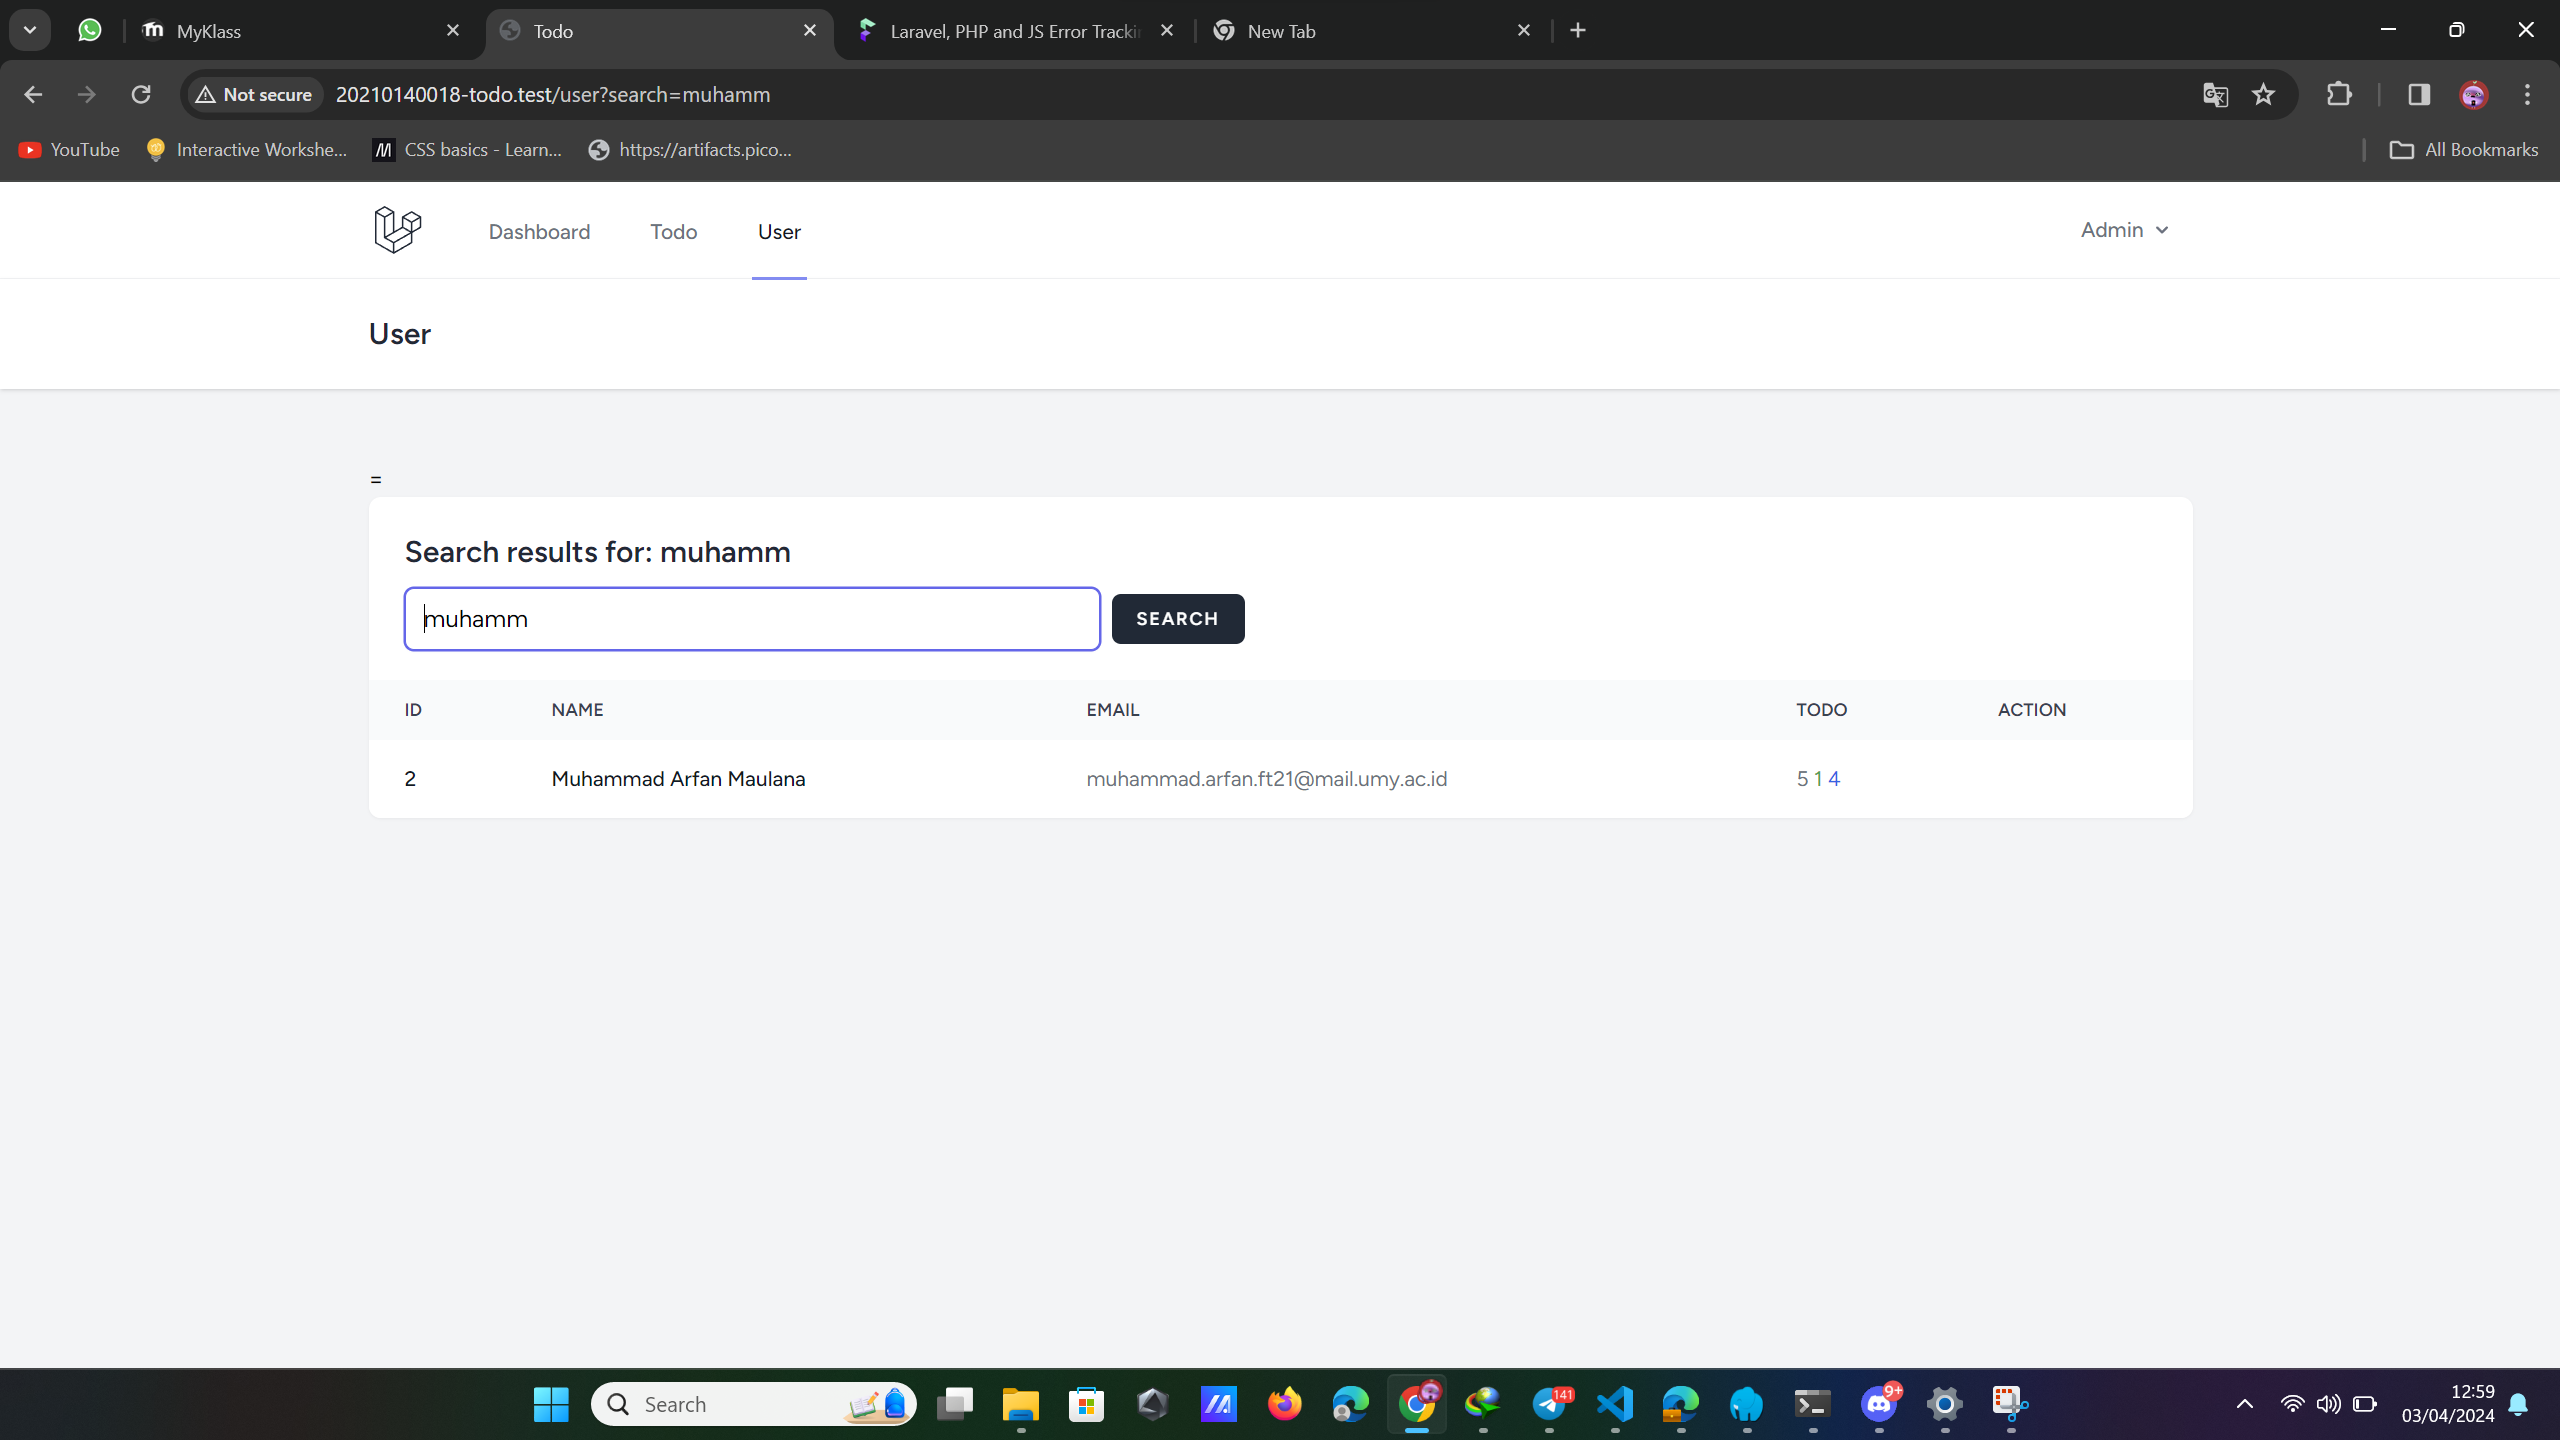 MyKlass
Todo
Laravel, PHP and JS Error Tracki
New Tab
Not secure
20210140018-todo.test/user?search=muhamm
YouTube
Interactive Workshe...
CSS basics - Learn...
https://artifacts.pico...
All Bookmarks
Dashboard
Todo
User
Admin
User
=
Search results for: muhamm
muhamm
SEARCH
ID NAME EMAIL TODO ACTION
2 Muhammad Arfan Maulana muhammad.arfan.ft21@mail.umy.ac.id 5 1 4
Search
141
9+
12:59
03/04/2024